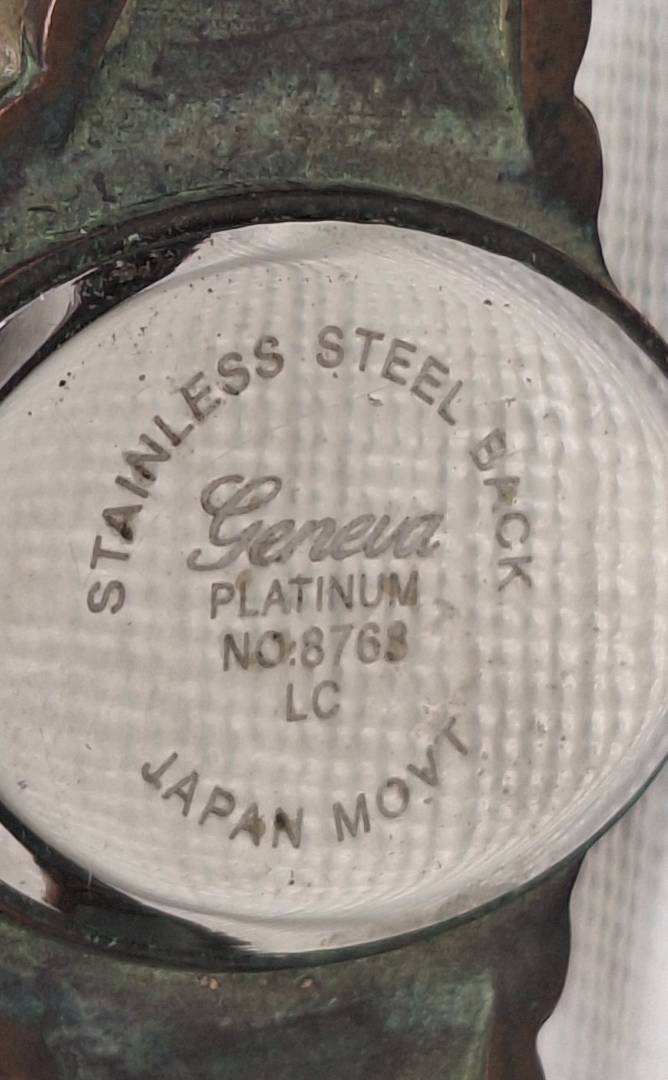 STAINLESS STEEL BACK
Geneva
PLATINUM
NO:8768
LC
JAPAN MOVT